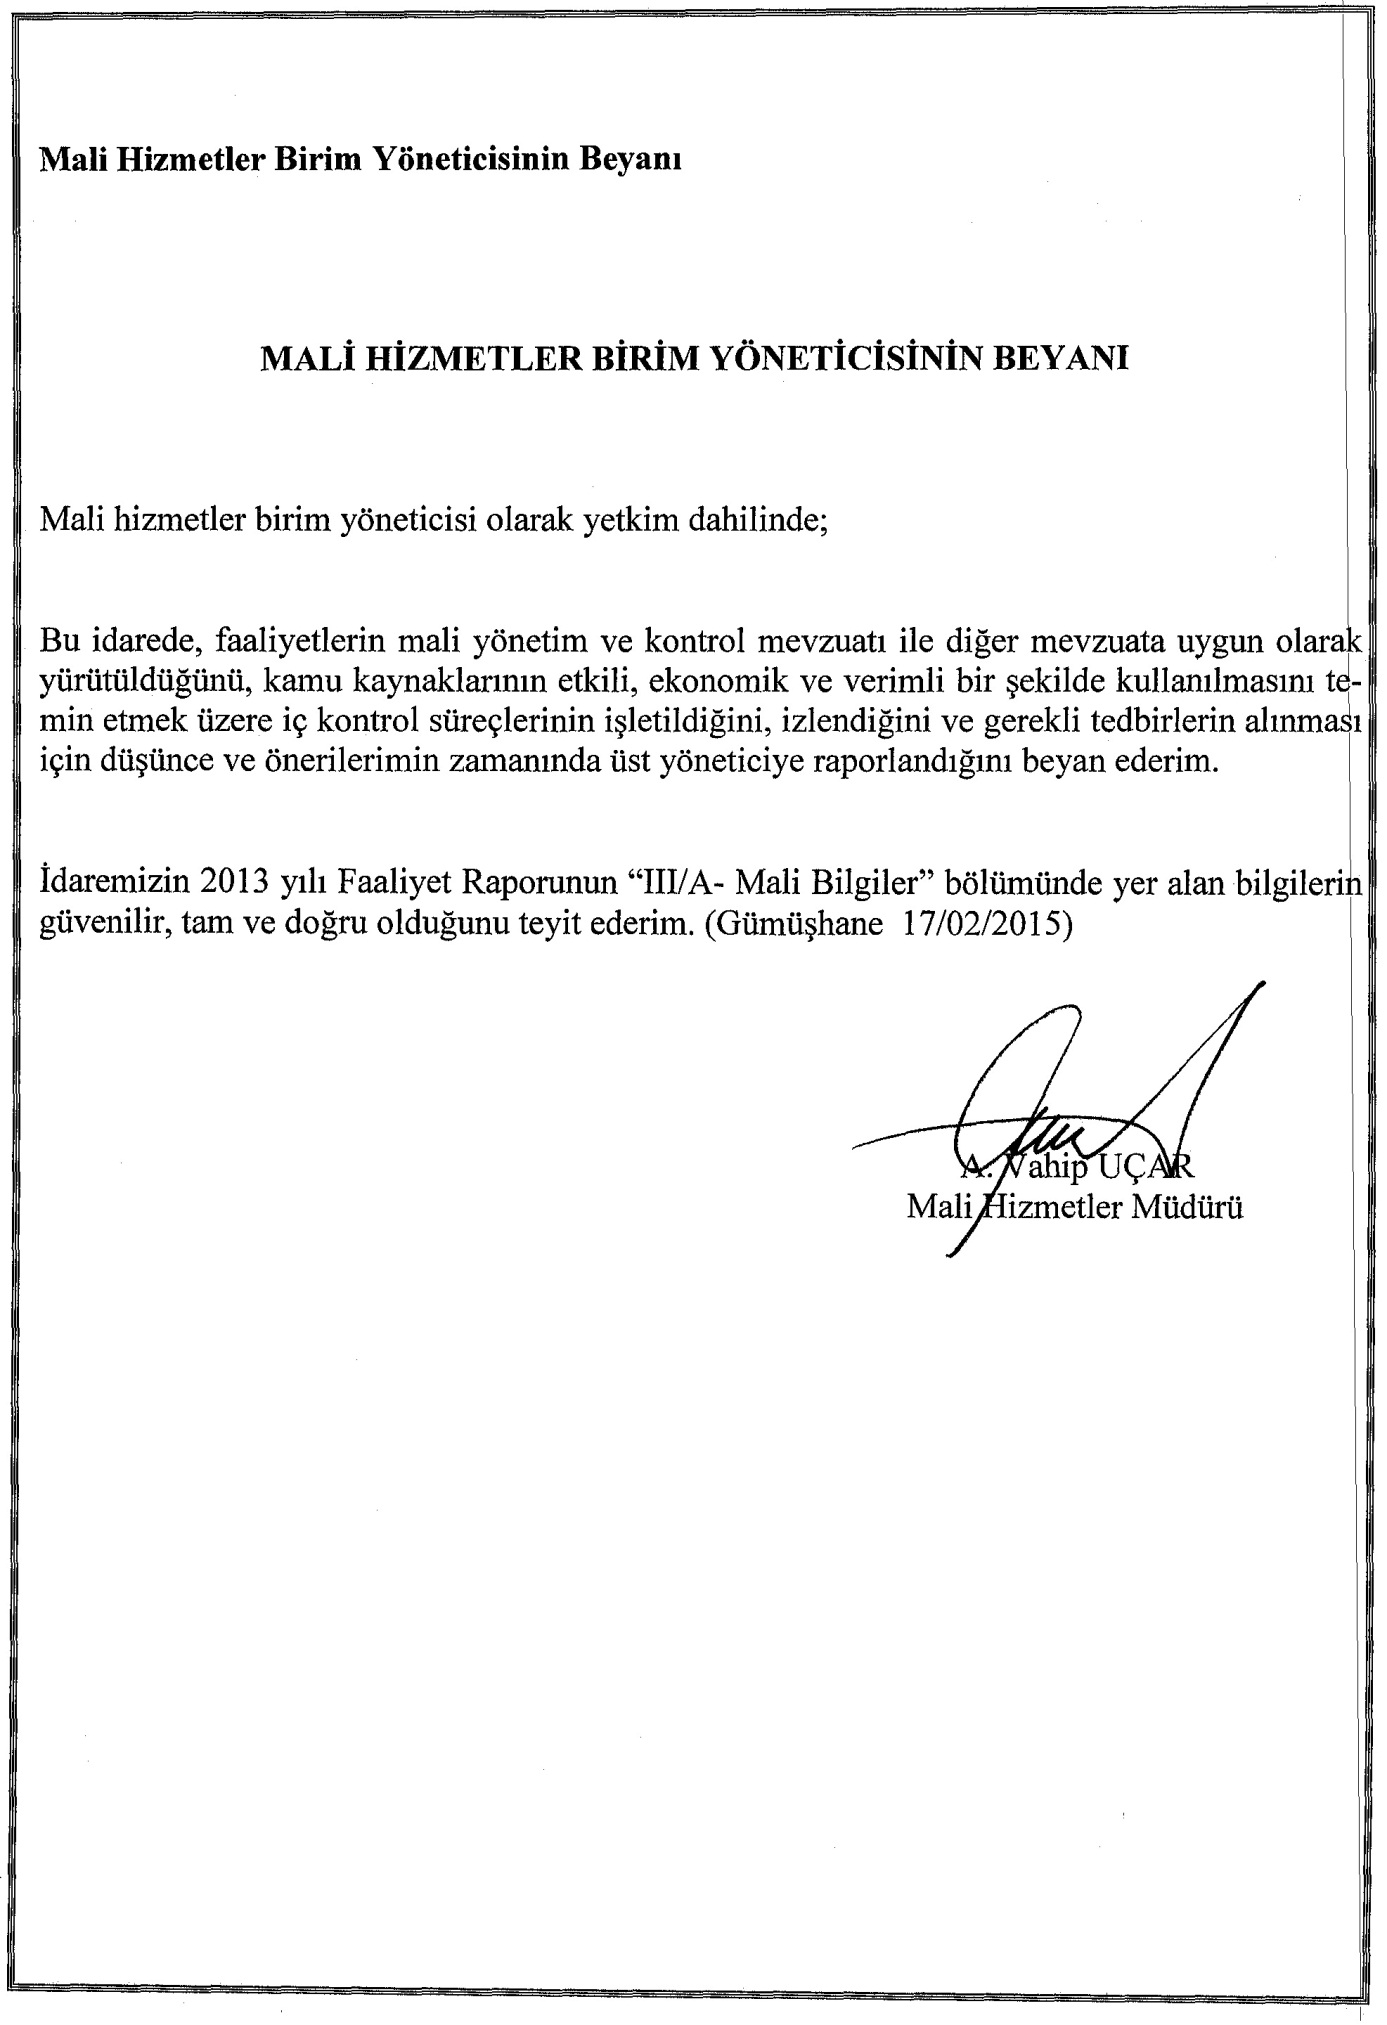 Mali Hizmetler Birim Yöneticisinin Beyanı
MALİ HİZMETLER BİRİM YÖNETİCİSİNİN BEYANI
Mali hizmetler birim yöneticisi olarak yetkim dahilinde;
Bu idarede, faaliyetlerin mali yönetim ve kontrol mevzuatı ile diğer mevzuata uygun olarak
yürütüldüğünü, kamu kaynaklarının etkili, ekonomik ve verimli bir şekilde kullanılmasını te-
min etmek üzere iç kontrol süreçlerinin işletildiğini, izlendiğini ve gerekli tedbirlerin alınması
için düşünce ve önerilerimin zamanında üst yöneticiye raporlandığını beyan ederim.
İdaremizin 2013 yılı Faaliyet Raporunun “III/A- Mali Bilgiler” bölümünde yer alan bilgilerin
güvenilir, tam ve doğru olduğunu teyit ederim. (Gümüşhane 17/02/2015)
A. Vahip UÇAR
Mali Hizmetler Müdürü